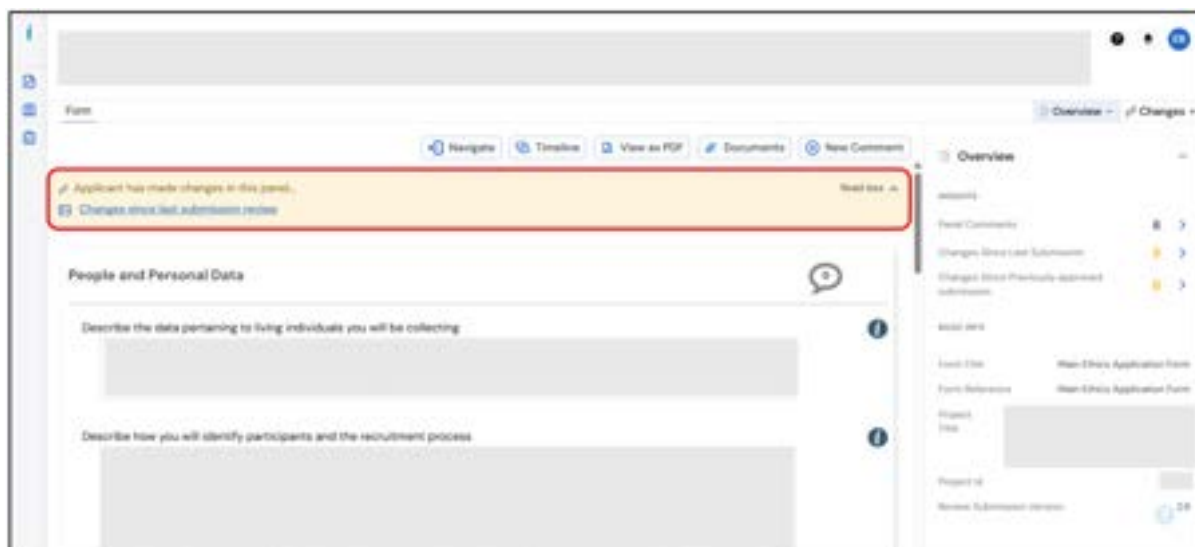 Form
Overview
Changes
Navigate
Timeline
View as PDF
Documents
New Comment
Applicant has made changes in this panel...
Read less
Changes since last submission review
Overview
INSIGHTS
Panel Comments
Changes Since Last Submission
Changes Since Previously approved
submission
People and Personal Data
Describe the data pertaining to living individuals you will be collecting
BASIC INFO
Form Title
Main Ethics Application Form
Form Reference
Main Ethics Application Form
Project
Title
Describe how you will identify participants and the recruitment process
Project Id
Review Submission Version